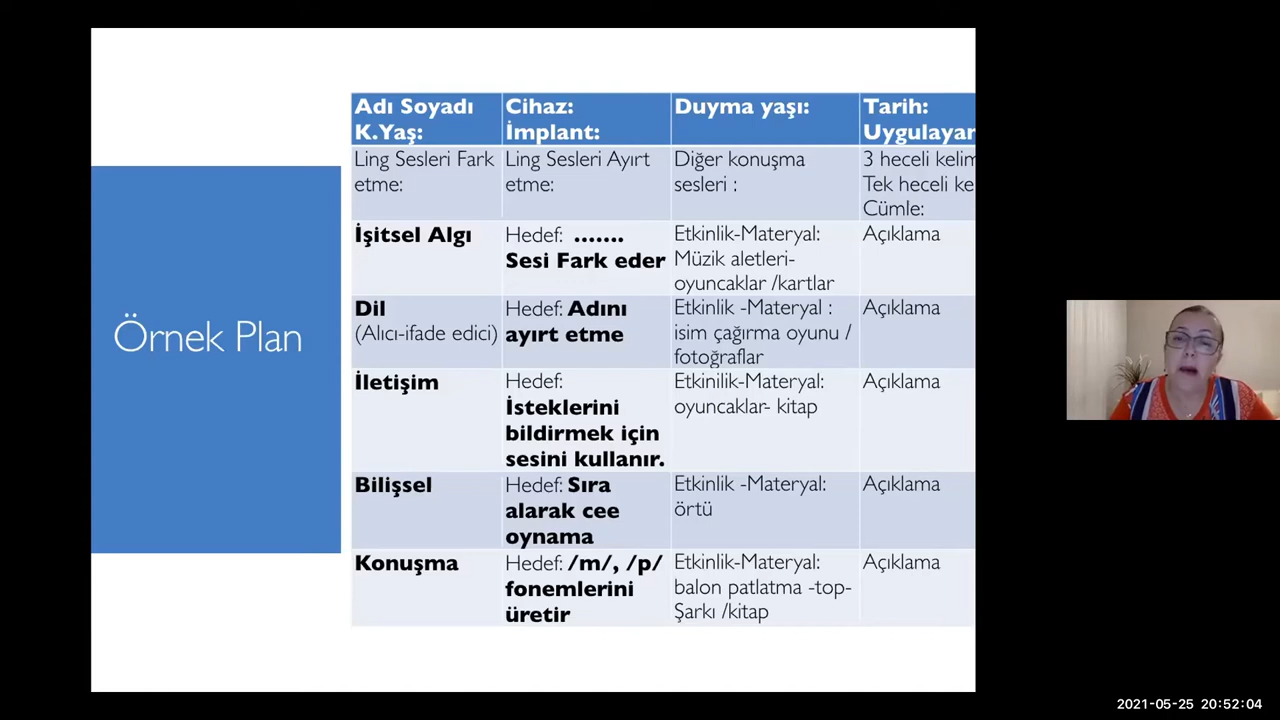 Örnek Plan
Adı Soyadı
K.Yaş:
Cihaz:
İmplant:
Duyma yaşı:
Tarih:
Uygulayan
Ling Sesleri Fark
etme:
Ling Sesleri Ayırt
etme:
Diğer konuşma
sesleri :
3 heceli kelim
Tek heceli ke
Cümle:
İşitsel Algı
Hedef: .......
Sesi Fark eder
Etkinlik-Materyal:
Müzik aletleri-
oyuncaklar /kartlar
Açıklama
Dil
(Alıcı-ifade edici)
Hedef: Adını
ayırt etme
Etkinlik -Materyal :
isim çağırma oyunu /
fotoğraflar
Açıklama
İletişim
Hedef:
İsteklerini
bildirmek için
sesini kullanır.
Etkinilik-Materyal:
oyuncaklar- kitap
Açıklama
Bilişsel
Hedef: Sıra
alarak cee
oynama
Etkinlik -Materyal:
örtü
Açıklama
Konuşma
Hedef: /m/, /p/
fonemlerini
üretir
Etkinlik-Materyal:
balon patlatma -top-
Şarkı /kitap
Açıklama
2021-05-25 20:52:04